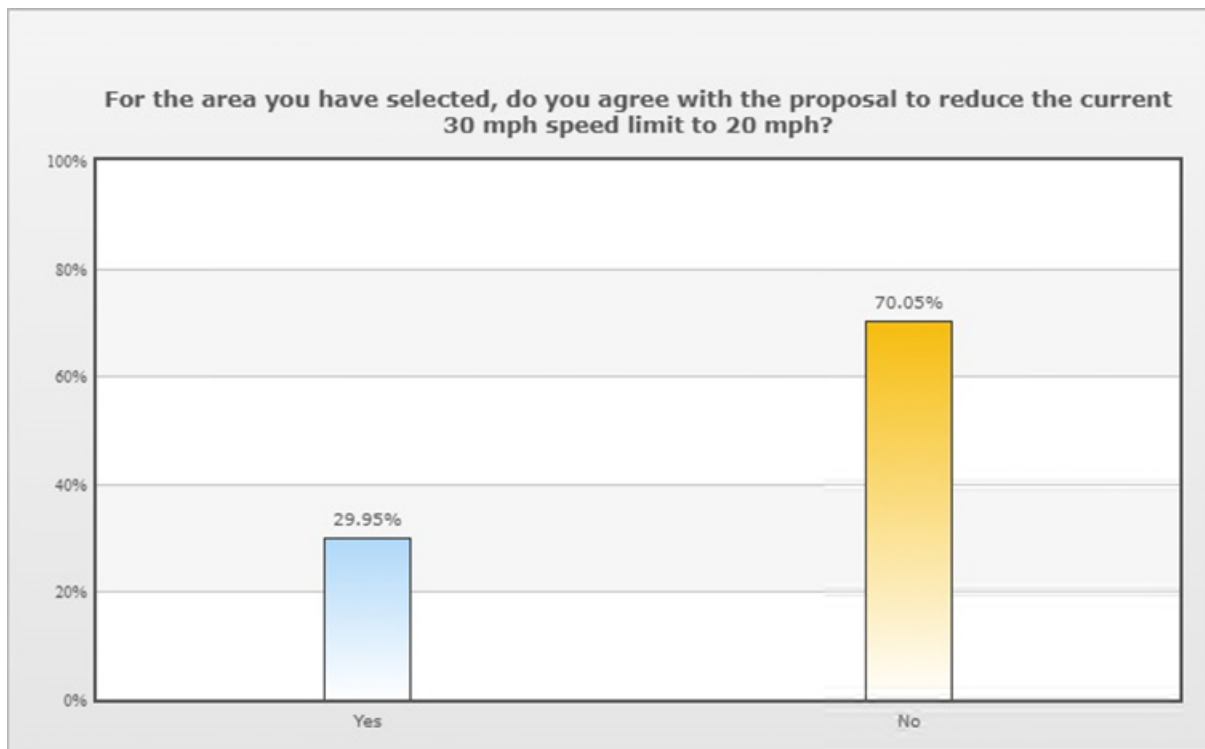 For the area you have selected, do you agree with the proposal to reduce the current
30 mph speed limit to 20 mph?
100%
80%
70.05%
60%
40%
29.95%
20%
0%
Yes
No